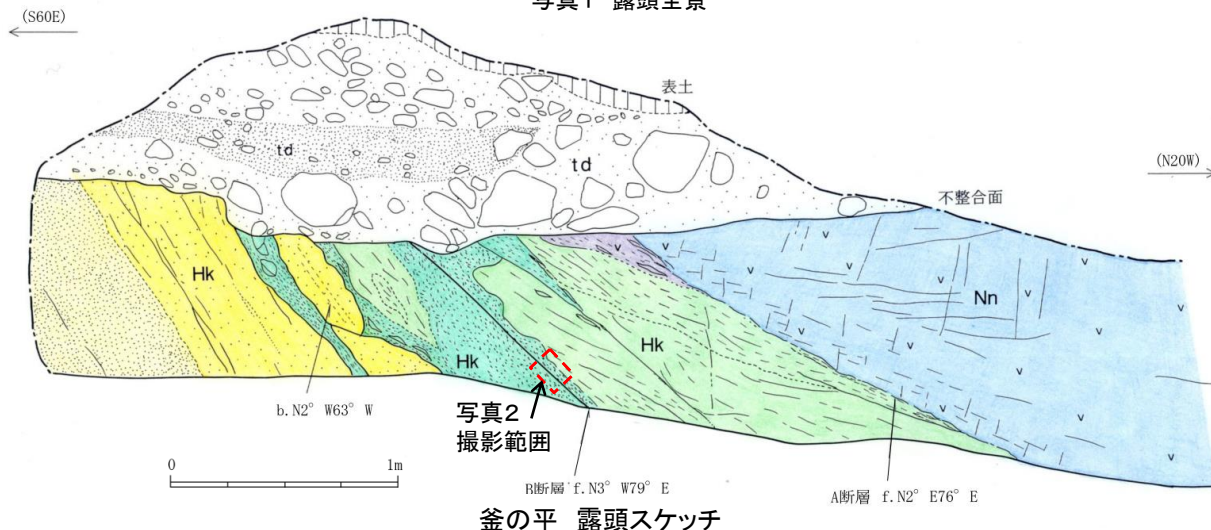 写真1 露頭全景
(S60E)
表土
td
td
(N20W)
不整合面
Hk
Nn
Hk
Hk
b.N2° W63° W
写真2
撮影範囲
0 1m
B断層 f.N3° W79° E
A断層 f.N2° E76° E
釜の平 露頭スケッチ